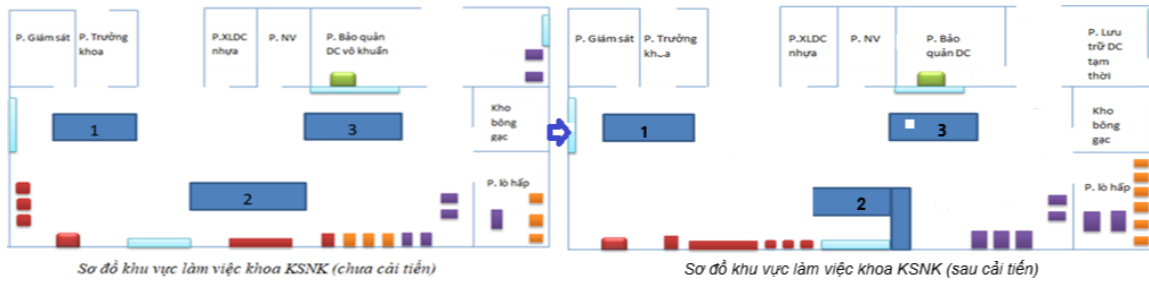 P. Giám sát
P. Trưởng
khoa
P.XLDC
nhựa
P. NV
P. Bảo quản
DC vô khuẩn
Kho
bông
gạc
P. lò hấp
1
3
2
Sơ đồ khu vực làm việc khoa KSNK (chưa cải tiến)
P. Giám sát
P. Trưởng
khoa
P.XLDC
nhựa
P. NV
P. Bảo
quản DC
P. Lưu
trữ DC
tạm
thời
Kho
bông
gạc
P. lò hấp
1
3
2
Sơ đồ khu vực làm việc khoa KSNK (sau cải tiến)